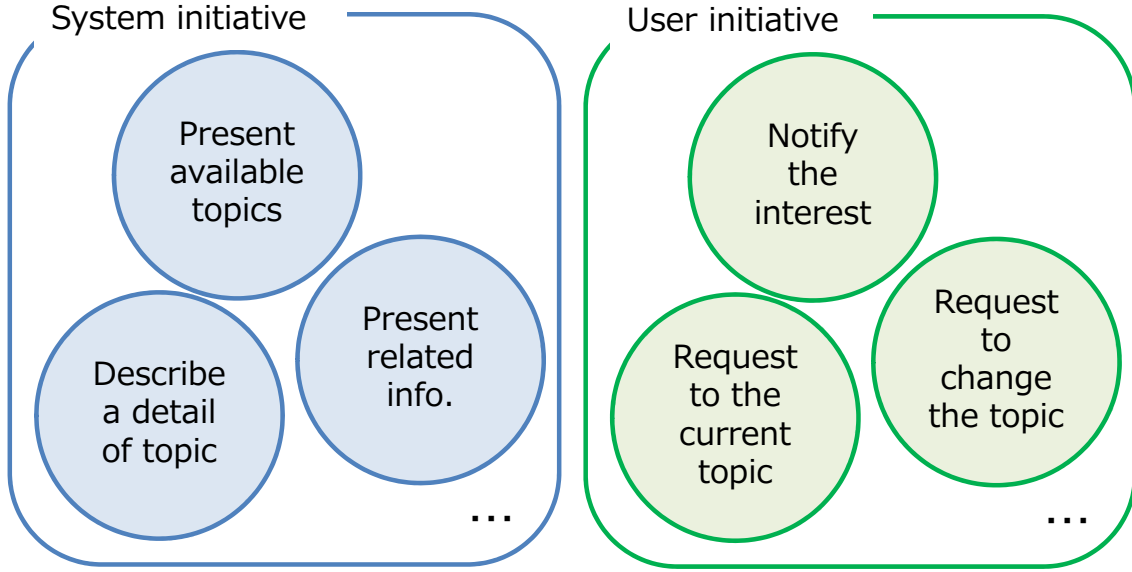 System initiative
Present
available
topics
Present
related
info.
Describe
a detail
of topic
...
User initiative
Notify
the
interest
Request
to
change
the topic
Request
to the
current
topic
...